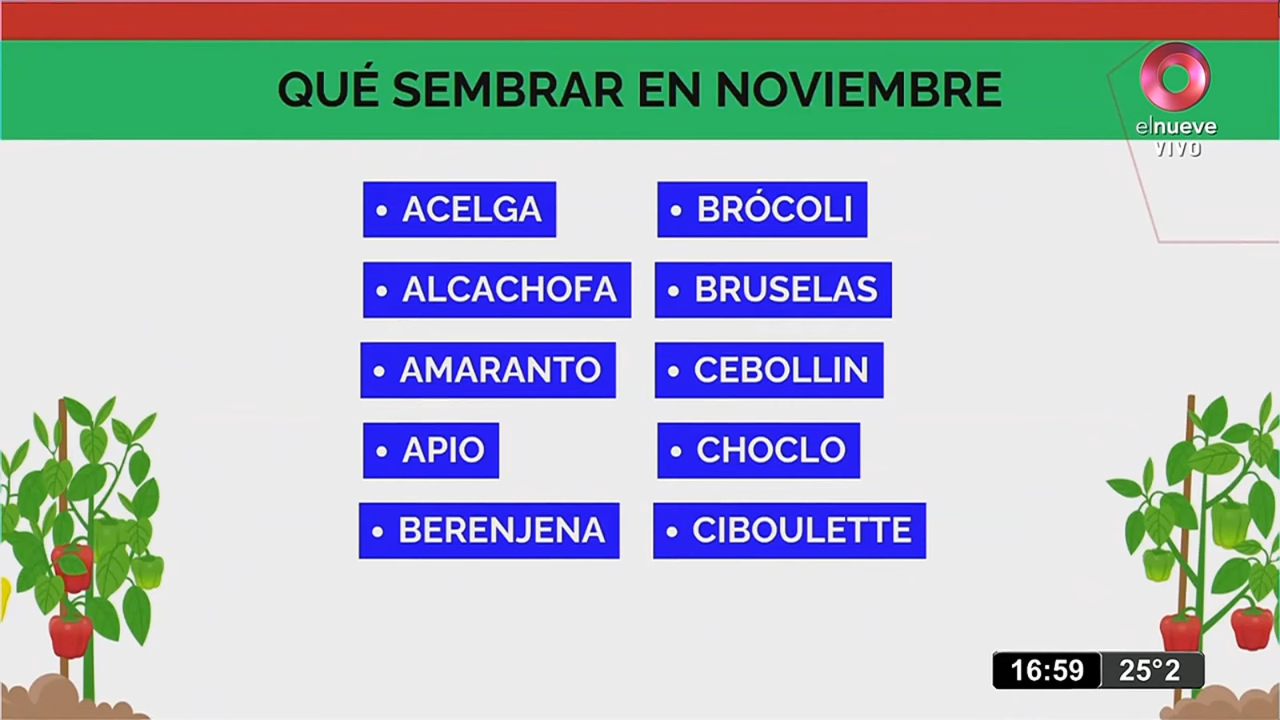 QUÉ SEMBRAR EN NOVIEMBRE
elnueve
VIVO
• ACELGA
• ALCACHOFA
• AMARANTO
• APIO
• BERENJENA
• BRÓCOLI
• BRUSELAS
• CEBOLLIN
• CHOCLO
• CIBOULETTE
16:59 25°2